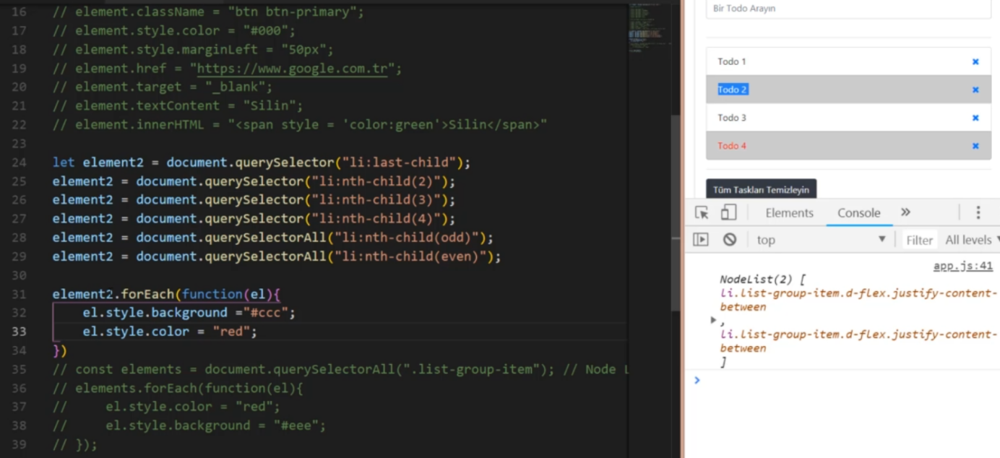 16 // element.className = "btn btn-primary";
17 // element.style.color = "#000";
18 // element.style.marginLeft = "50px";
19 // element.href = "https://www.google.com.tr";
20 // element.target = "_blank";
21 // element.textContent = "Silin";
22 // element.innerHTML = "<span style = 'color:green'>Silin</span>"
23
24 let element2 = document.querySelector("li:last-child");
25 element2 = document.querySelector("li:nth-child(2)");
26 element2 = document.querySelector("li:nth-child(3)");
27 element2 = document.querySelector("li:nth-child(4)");
28 element2 = document.querySelectorAll("li:nth-child(odd)");
29 element2 = document.querySelectorAll("li:nth-child(even)");
30
31 element2.forEach(function(el){
32     el.style.background ="#ccc";
33     el.style.color = "red";
34 })
35 // const elements = document.querySelectorAll(".list-group-item"); // Node L
36 // elements.forEach(function(el){
37 //     el.style.color = "red";
38 //     el.style.background = "#eee";
39 // });
Bir Todo Arayın
Todo 1
Todo 2
Todo 3
Todo 4
Tüm Taskları Temizleyin
Elements Console
top Filter All levels
app.js:41
NodeList(2) [
li.list-group-item.d-flex.justify-content-
between
,
li.list-group-item.d-flex.justify-content-
between
]